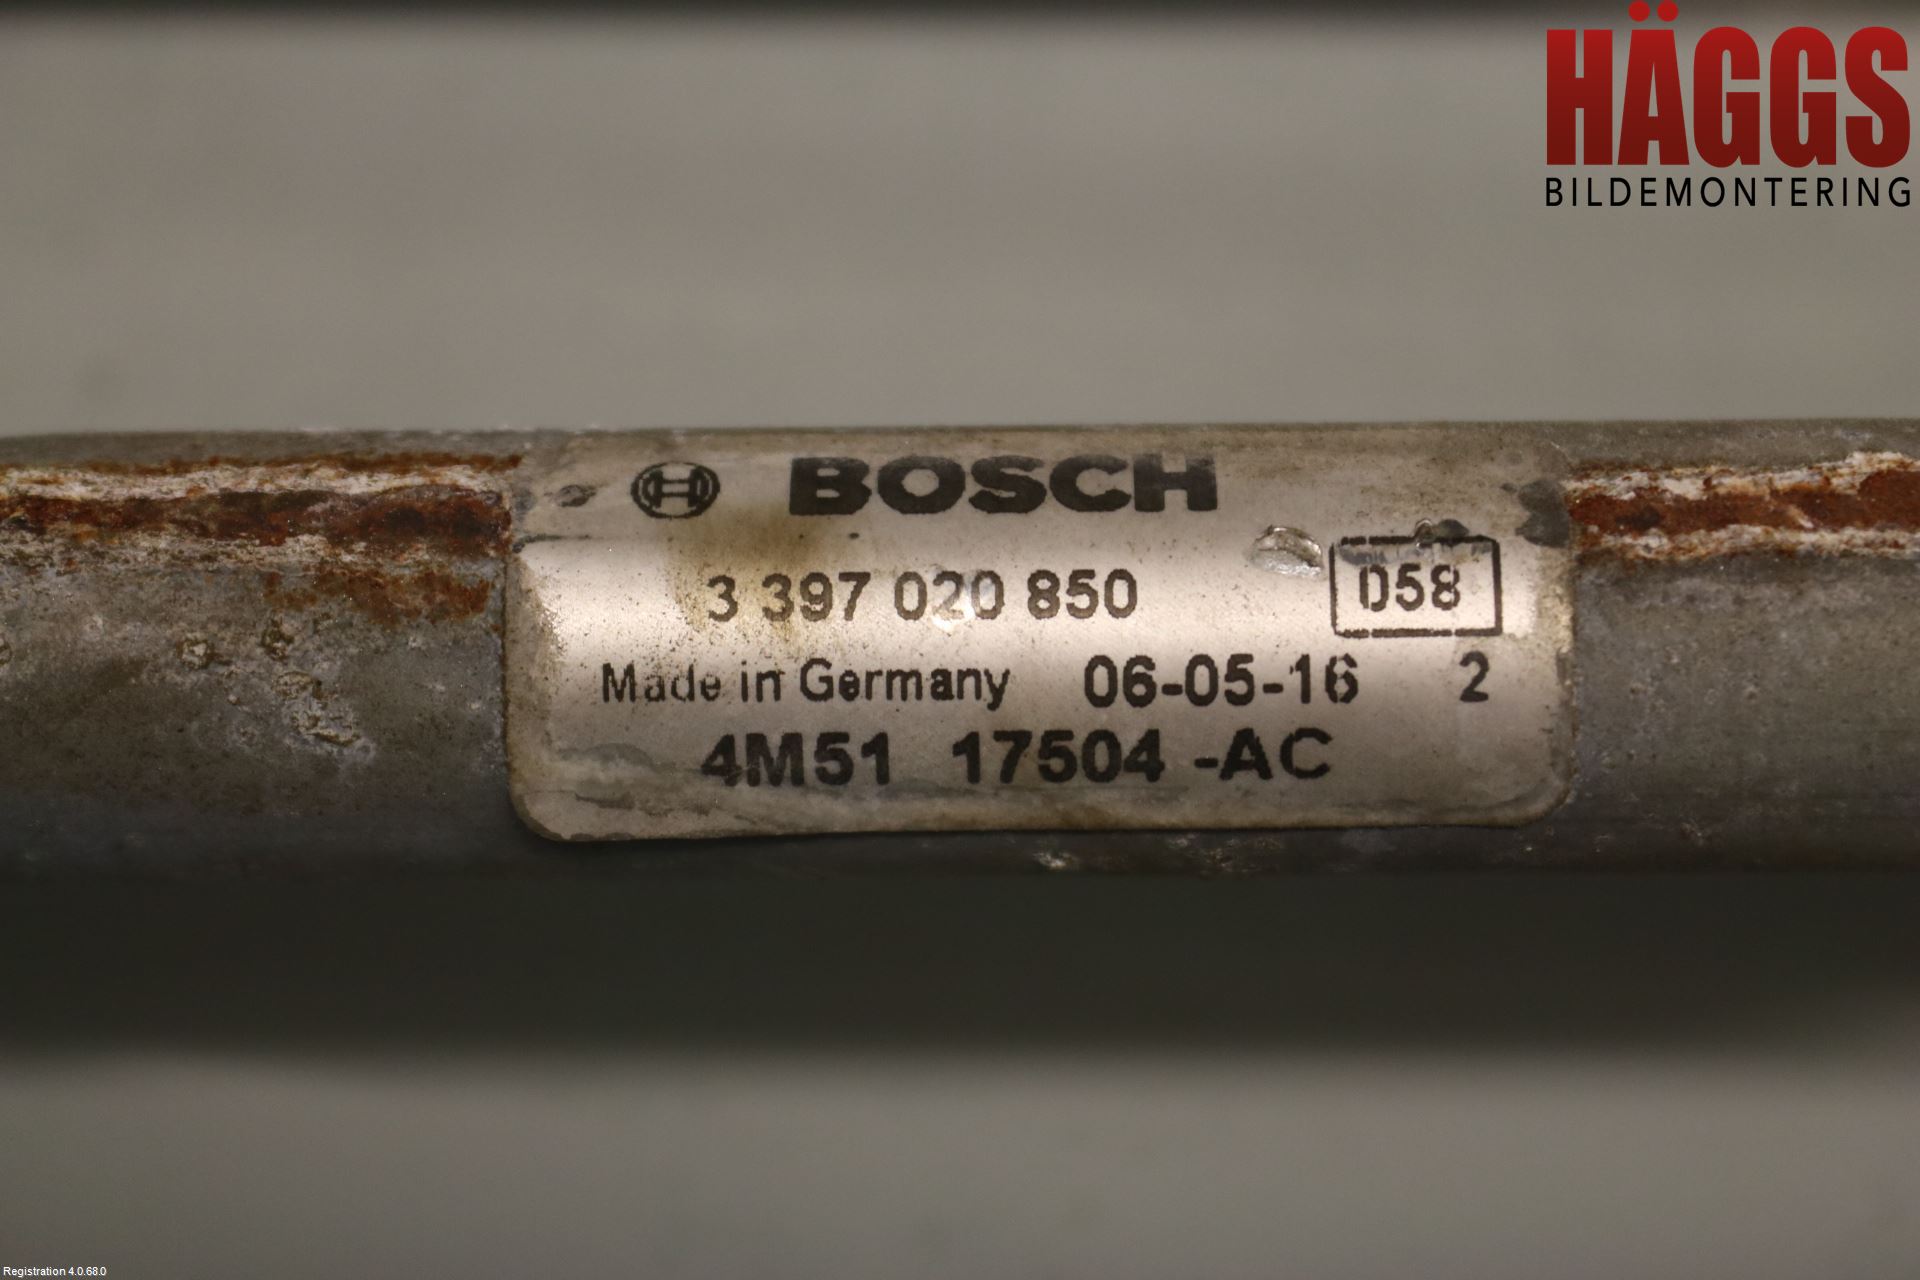 HÄGGS
BILDEMONTERING
BOSCH
3 397 020 850
058
Made in Germany 06-05-16 2
4M51 17504 -AC
Registration 4.0.68.0